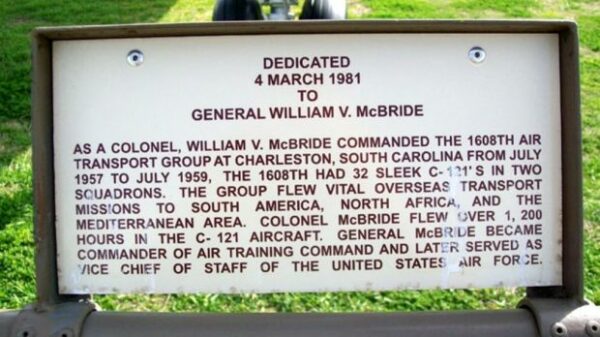 DEDICATED
4 MARCH 1981
TO
GENERAL WILLIAM V. McBRIDE
AS A COLONEL, WILLIAM V. McBRIDE COMMANDED THE 1608TH AIR
TRANSPORT GROUP AT CHARLESTON, SOUTH CAROLINA FROM JULY
1957 TO JULY 1959, THE 1608TH HAD 32 SLEEK C-121'S IN TWO
SQUADRONS. THE GROUP FLEW VITAL OVERSEAS TRANSPORT
MISSIONS TO SOUTH AMERICA, NORTH AFRICA, AND THE
MEDITERRANEAN AREA. COLONEL McBRIDE FLEW OVER 1, 200
HOURS IN THE C- 121 AIRCRAFT. GENERAL McBRIDE BECAME
COMMANDER OF AIR TRAINING COMMAND AND LATER SERVED AS
VICE CHIEF OF STAFF OF THE UNITED STATES AIR FORCE.